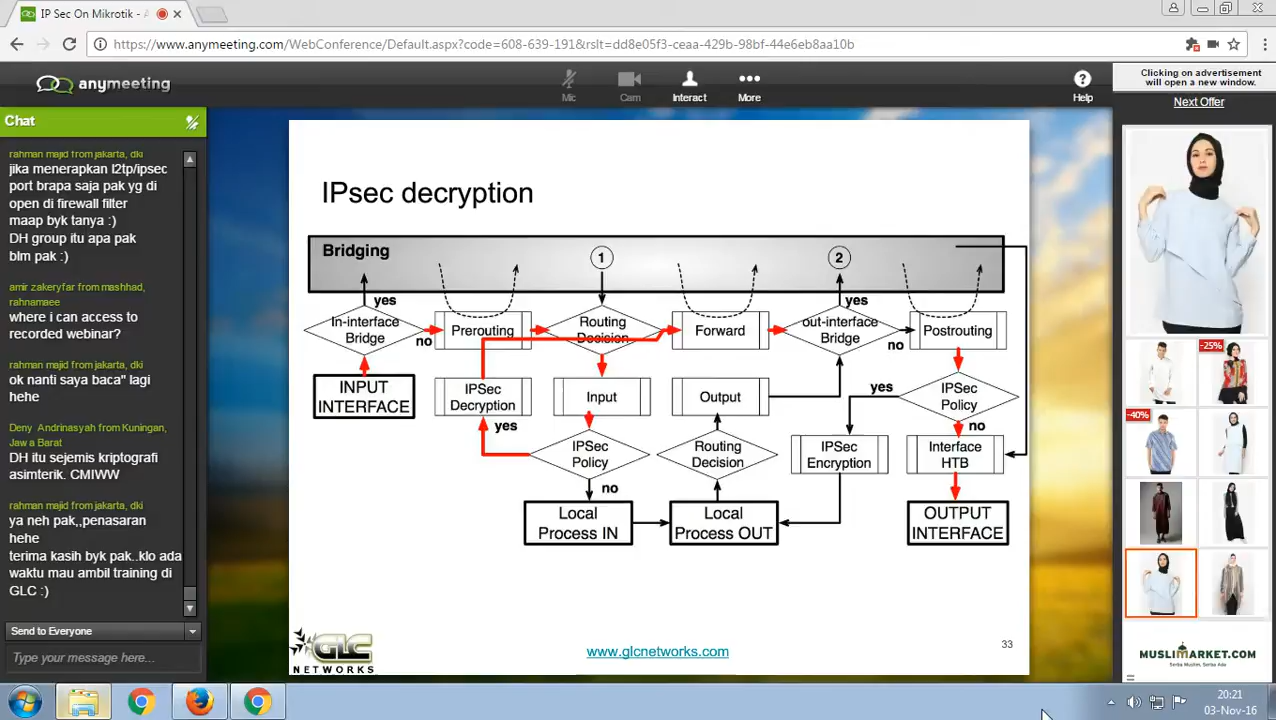 IP Sec On Mikrotik - A
https://www.anymeeting.com/WebConference/Default.aspx?code=608-639-191&rslt=dd8e05f3-ceaa-429b-98bf-44e6eb8aa10b
anymeeting
Mic
Cam
Interact
More
Help
Clicking on advertisement
will open a new window.
Next Offer
Chat
rahman majid from jakarta, dki
jika menerapkan l2tp/ipsec
port brapa saja pak yg di
open di firewall filter
maap byk tanya :)
DH group itu apa pak
blm pak :)
amir zakeryfar from mashhad,
rahnamaee
where i can access to
recorded webinar?
rahman majid from jakarta, dki
ok nanti saya baca" lagi
hehe
Deny Andrinasyah from Kuningan,
Jawa Barat
DH itu sejemis kriptografi
asimterik. CMIWW
rahman majid from jakarta, dki
ya neh pak,,penasaran
hehe
terima kasih byk pak..klo ada
waktu mau ambil training di
GLC :)
Send to Everyone
Type your message here...
IPsec decryption
Bridging
1
2
yes
yes
In-interface
Bridge
no
Prerouting
Routing
Decision
Forward
out-interface
Bridge
no
Postrouting
INPUT
INTERFACE
IPSec
Decryption
Input
Output
yes
IPSec
Policy
yes
no
IPSec
Policy
Routing
Decision
IPSec
Encryption
Interface
HTB
no
Local
Process IN
Local
Process OUT
OUTPUT
INTERFACE
GLC
NETWORKS
www.glcnetworks.com
33
-25%
-40%
MUSLIMARKET.COM
Serba Muslim, Serba Ada
20:21
03-Nov-16